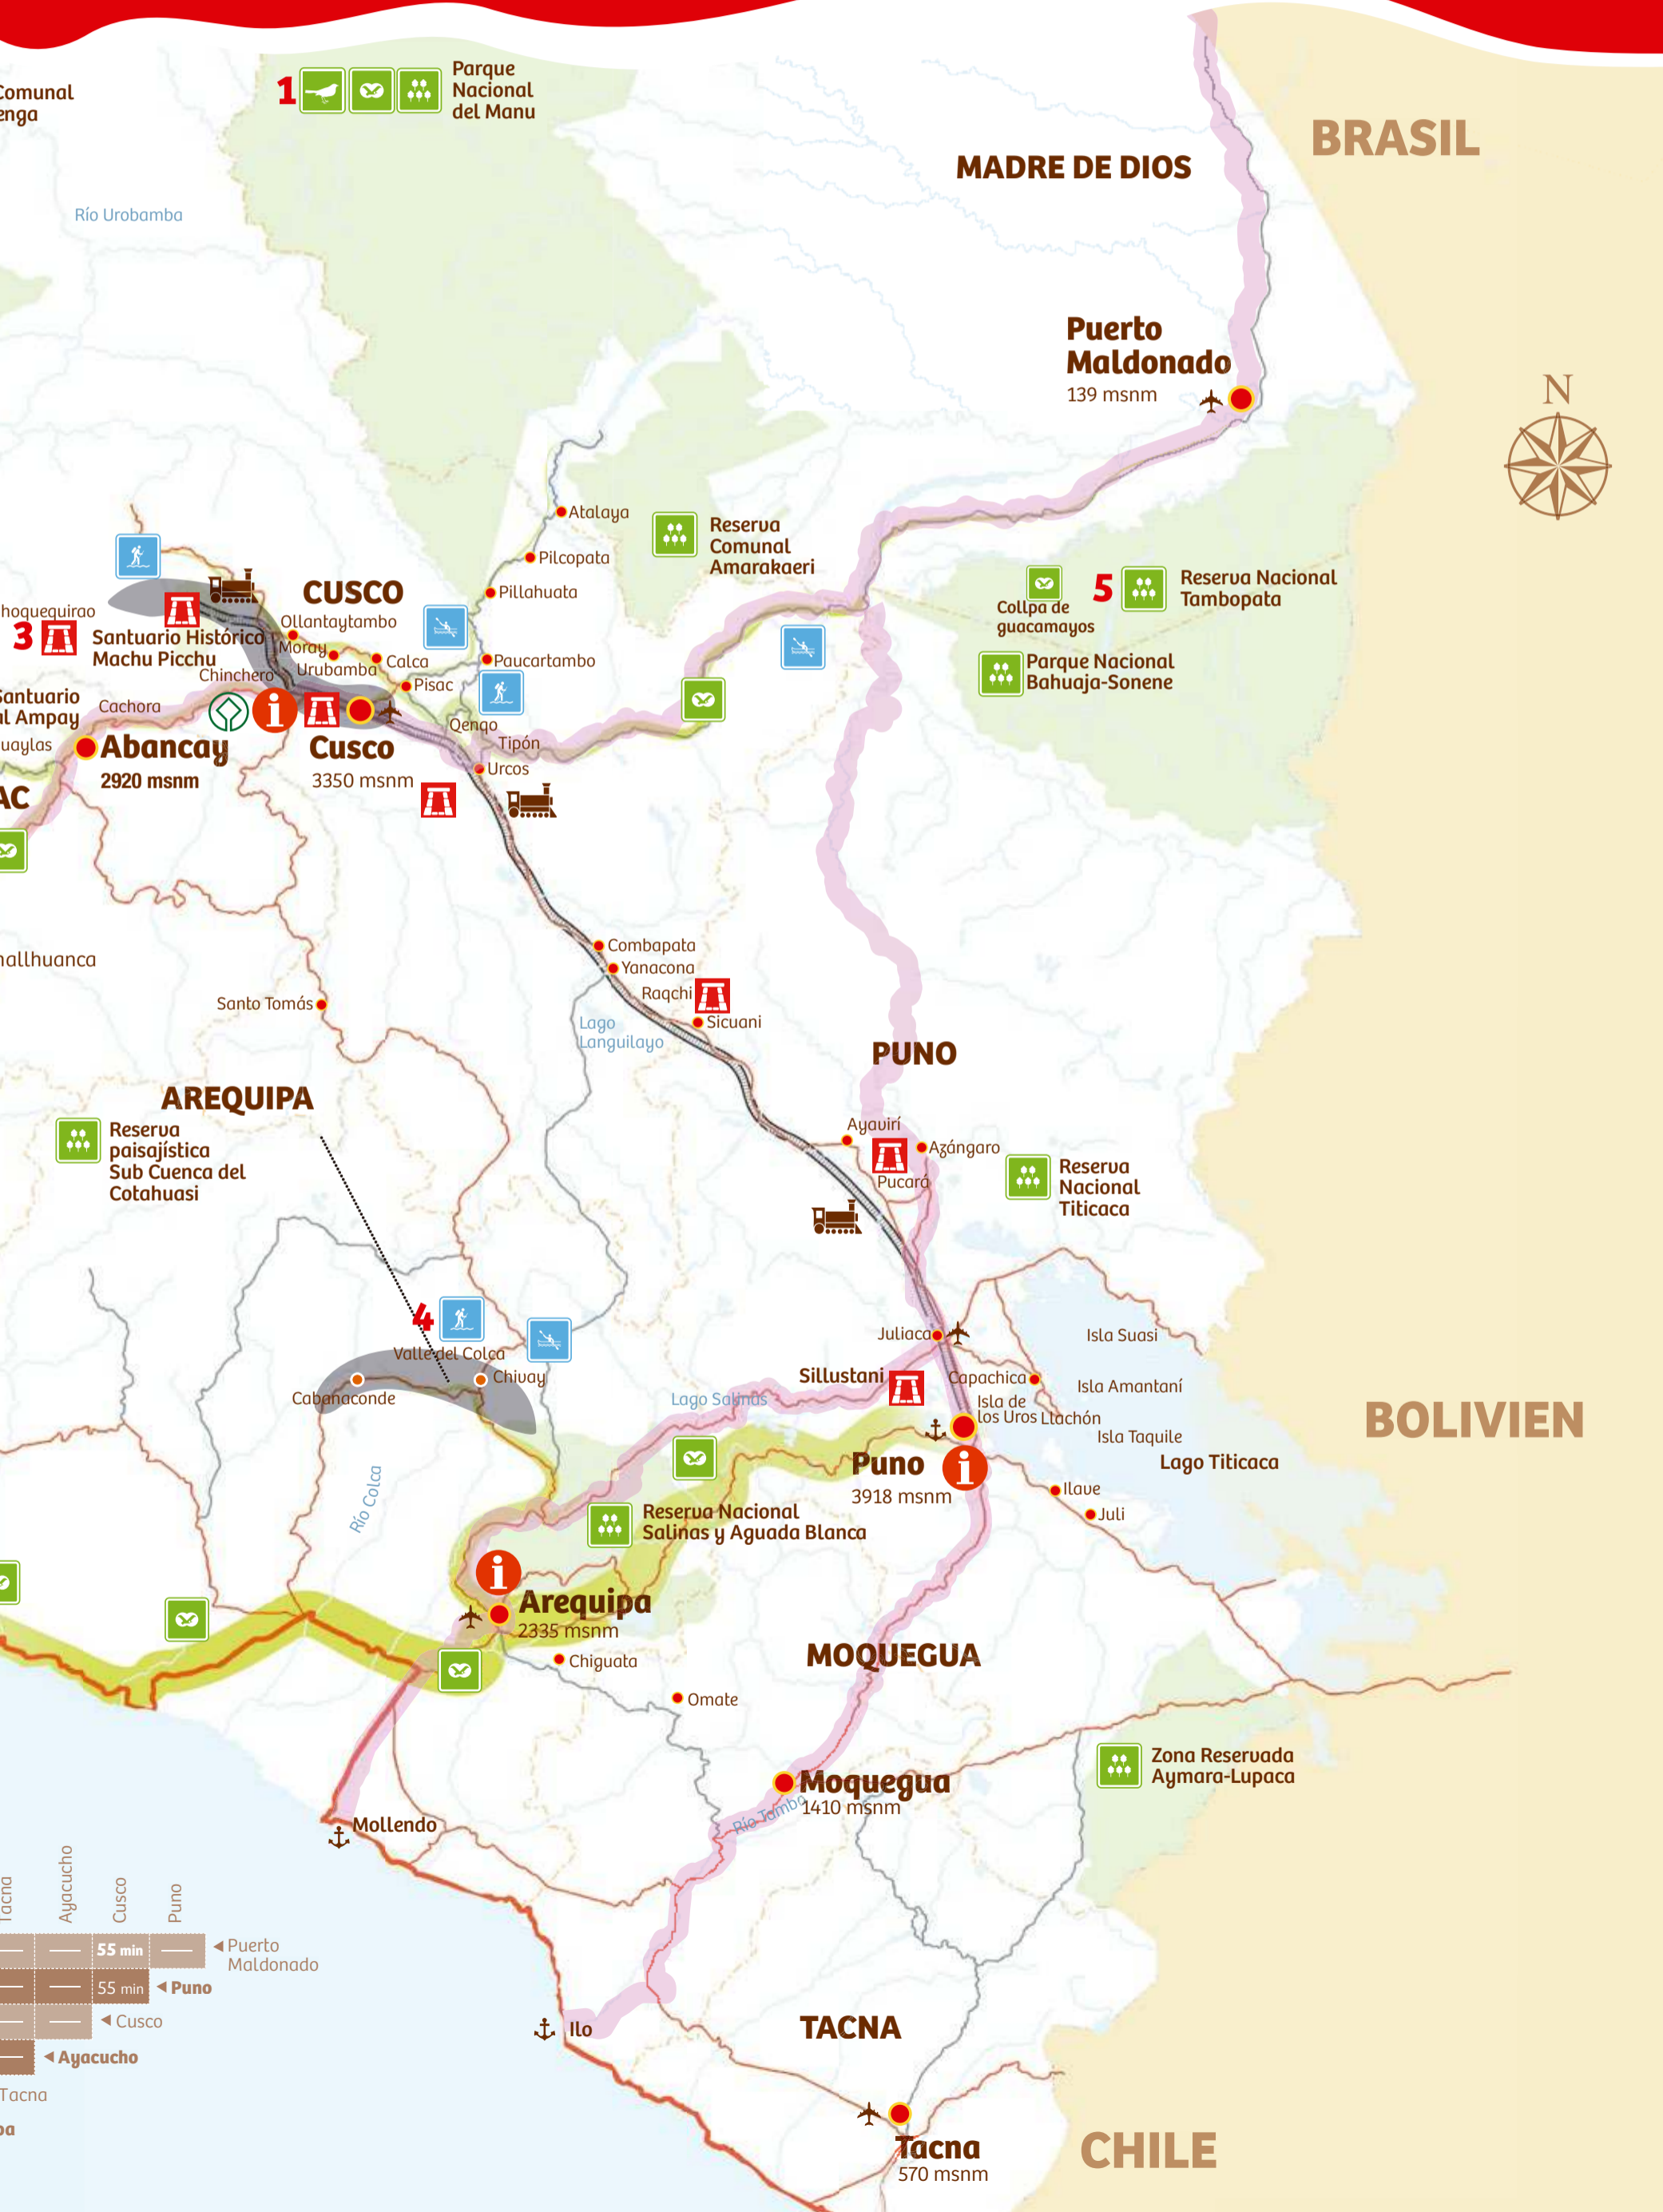 Comunal
enga
1
Parque
Nacional
del Manu
BRASIL
MADRE DE DIOS
Río Urobamba
Puerto
Maldonado
139 msnm
N
Atalaya
Pilcopata
Pillahuata
Reserva
Comunal
Amarakaeri
CUSCO
hoquequirao
3
Santuario Histórico
Machu Picchu
Ollantaytambo
Moray
Urubamba
Calca
Paucartambo
Chinchero
Pisac
Collpa de
guacamayos
5
Reserva Nacional
Tambopata
Parque Nacional
Bahuaja-Sonene
Santuario
al Ampay
Cachora
uaylas
Abancay
2920 msnm
i
Cusco
3350 msnm
Qenqo
Tipón
Urcos
AC
Combapata
Yanacona
Raqchi
Sicuani
nallhuanca
Santo Tomás
Lago
Languilayo
PUNO
AREQUIPA
Reserva
paisajística
Sub Cuenca del
Cotahuasi
Ayavirí
Azángaro
Pucará
Reserva
Nacional
Titicaca
4
Valle del Colca
Chivay
Cabanaconde
Juliaca
Isla Suasi
Sillustani
Capachica
Isla Amantaní
Lago Salinas
Isla de
los Uros
Llachón
Isla Taquile
BOLIVIEN
Puno
3918 msnm
i
Lago Titicaca
Ilave
Juli
Río Colca
Reserva Nacional
Salinas y Aguada Blanca
i
Arequipa
2335 msnm
Chiguata
Omate
MOQUEGUA
Zona Reservada
Aymara-Lupaca
Moquegua
1410 msnm
Río Tambo
Mollendo
Tacna
Ayacucho
Cusco
Puno
55 min
Puerto
Maldonado
55 min
Puno
Cusco
Ayacucho
Tacna
pa
Ilo
TACNA
Tacna
570 msnm
CHILE